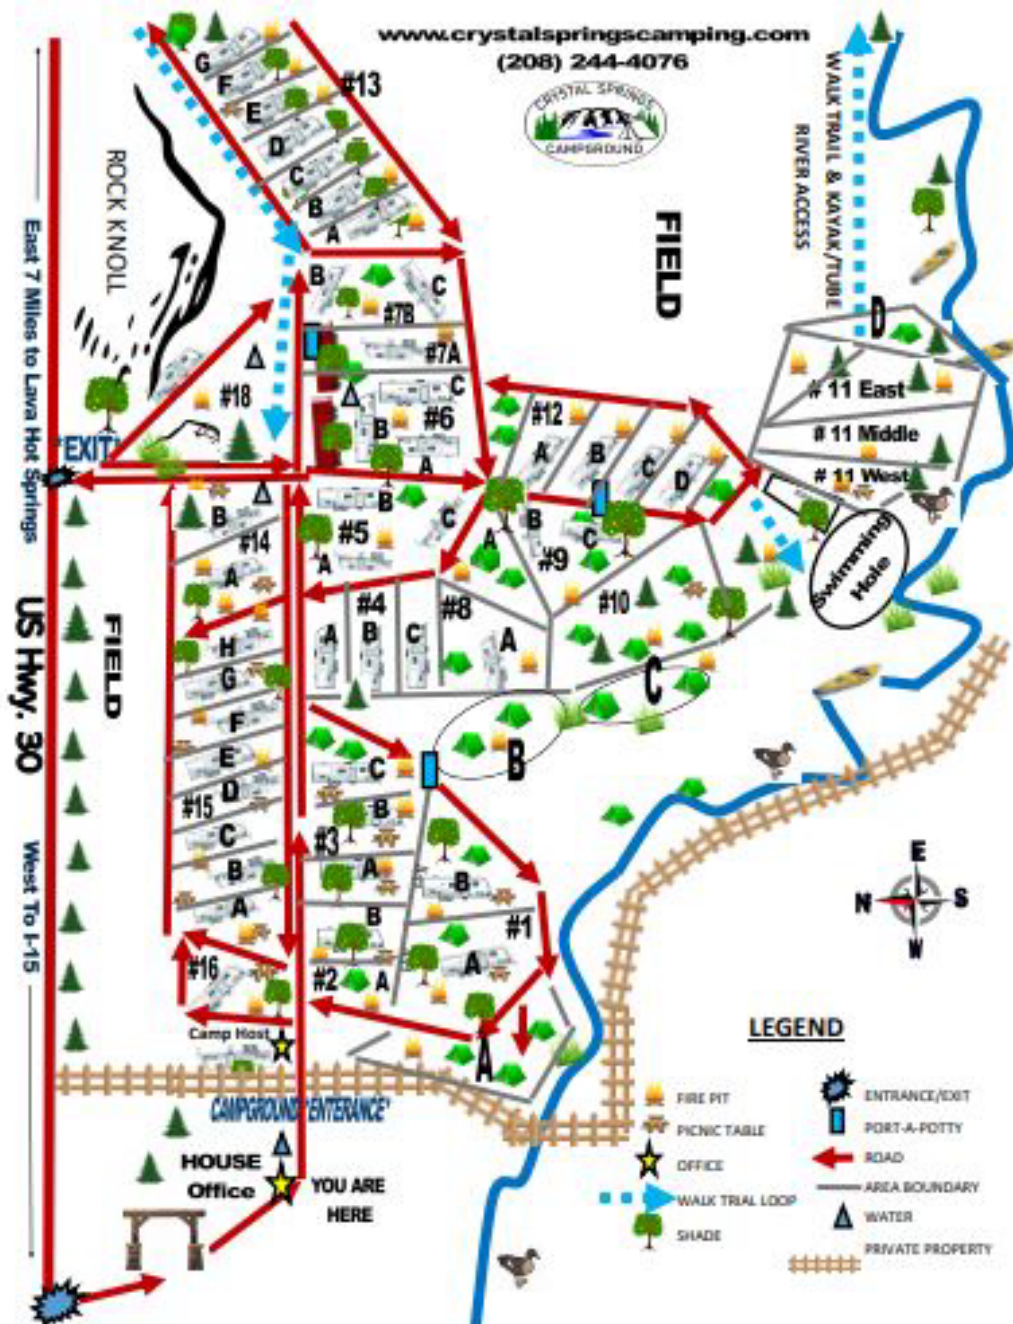 www.crystalspringscamping.com
(208) 244-4076
CRYSTAL SPRINGS
CAMPGROUND
G
F
E
D
C
B
A
#13
ROCK KNOLL
FIELD
WALK TRAIL & KAYAK/TUBE
RIVER ACCESS
East 7 Miles to Lava Hot Springs
B
C
#7B
#7A
C
#6
B
A
#18
*EXIT*
D
# 11 East
# 11 Middle
# 11 West
#12
A
B
C
D
B
#14
A
B
#5
C
A
A
B
C
#9
#10
Swimming
Hole
#4
A
B
C
#8
A
US Hwy. 30
FIELD
H
G
F
E
D
#15
C
B
A
C
B
C
B
#3
A
B
#2
A
B
#1
A
West To I-15
#16
Camp Host
A
E
N
S
W
CAMPGROUND*ENTERANCE*
HOUSE
Office
YOU ARE
HERE
LEGEND
FIRE PIT
PICNIC TABLE
OFFICE
WALK TRIAL LOOP
SHADE
ENTRANCE/EXIT
PORT-A-POTTY
ROAD
AREA BOUNDARY
WATER
PRIVATE PROPERTY